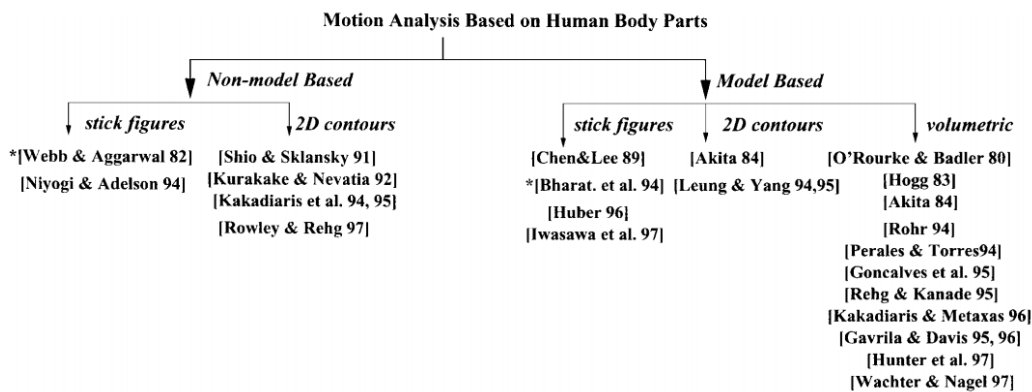 Motion Analysis Based on Human Body Parts
Non-model Based
Model Based
stick figures
2D contours
stick figures
2D contours
volumetric
*[Webb & Aggarwal 82]
[Niyogi & Adelson 94]
[Shio & Sklansky 91]
[Kurakake & Nevatia 92]
[Kakadiaris et al. 94, 95]
[Rowley & Rehg 97]
[Chen&Lee 89]
*[Bharat. et al. 94]
[Huber 96]
[Iwasawa et al. 97]
[Akita 84]
[Leung & Yang 94,95]
[O'Rourke & Badler 80]
[Hogg 83]
[Akita 84]
[Rohr 94]
[Perales & Torres94]
[Goncalves et al. 95]
[Rehg & Kanade 95]
[Kakadiaris & Metaxas 96]
[Gavrila & Davis 95, 96]
[Hunter et al. 97]
[Wachter & Nagel 97]